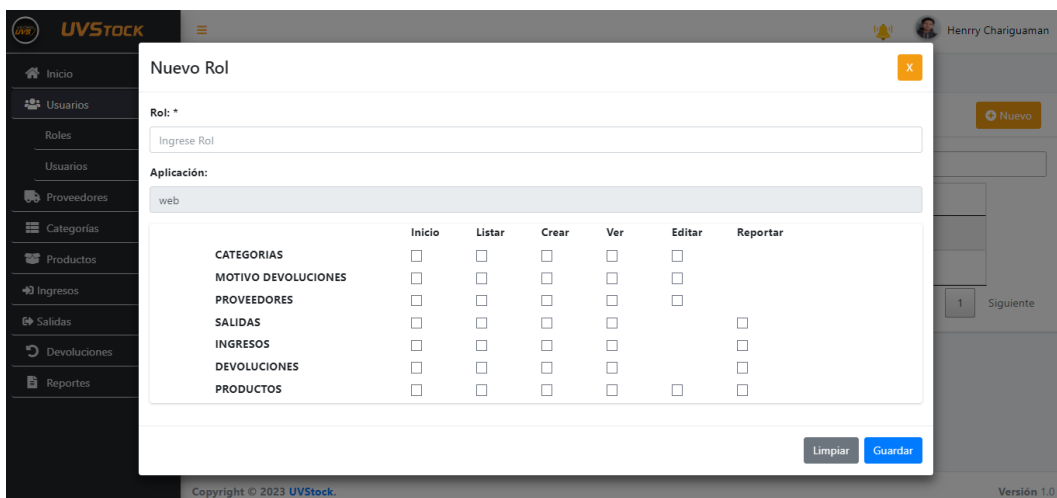 UVS
UVSTOCK
Henrry Chariguaman
Nuevo Rol
X
Inicio
Usuarios
Roles
Usuarios
Proveedores
Categorías
Productos
Ingresos
Salidas
Devoluciones
Reportes
Nuevo
Rol: *
Ingrese Rol
Aplicación:
web
Inicio Listar Crear Ver Editar Reportar
CATEGORIAS
MOTIVO DEVOLUCIONES
PROVEEDORES
SALIDAS
INGRESOS
DEVOLUCIONES
PRODUCTOS
1 Siguiente
Limpiar Guardar
Copyright © 2023 UVStock.
Versión 1.0